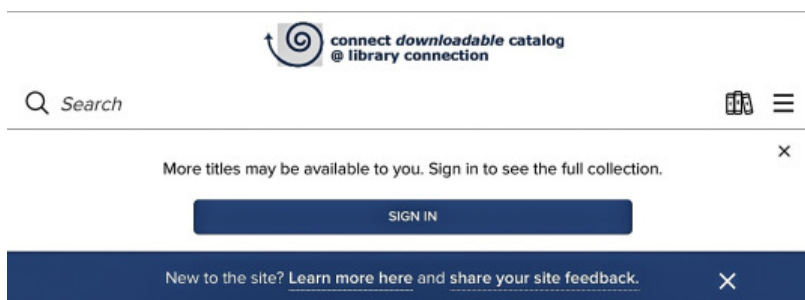 connect downloadable catalog
@ library connection
Search
More titles may be available to you. Sign in to see the full collection.
SIGN IN
New to the site? Learn more here and share your site feedback.